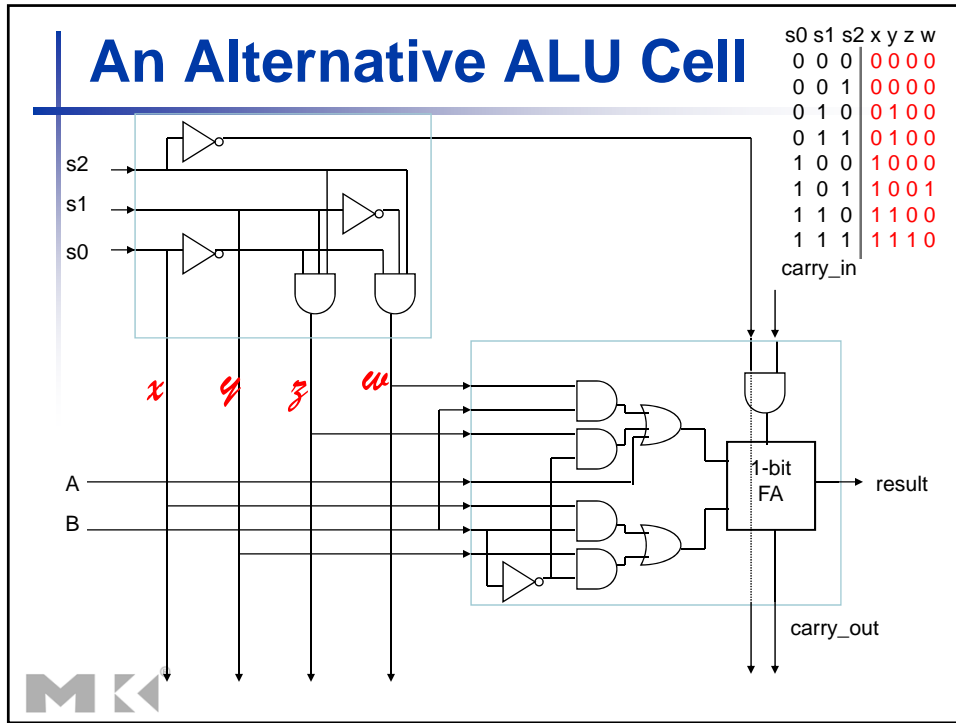 An Alternative ALU Cell
s0 s1 s2 x y z w
0 0 0 0 0 0 0
0 0 1 0 0 0 0
0 1 0 0 1 0 0
0 1 1 0 1 0 0
1 0 0 1 0 0 0
1 0 1 1 0 0 1
1 1 0 1 1 0 0
1 1 1 1 1 1 0
carry_in
s2
s1
s0
x y z w
A
B
1-bit
FA
result
carry_out
MK®